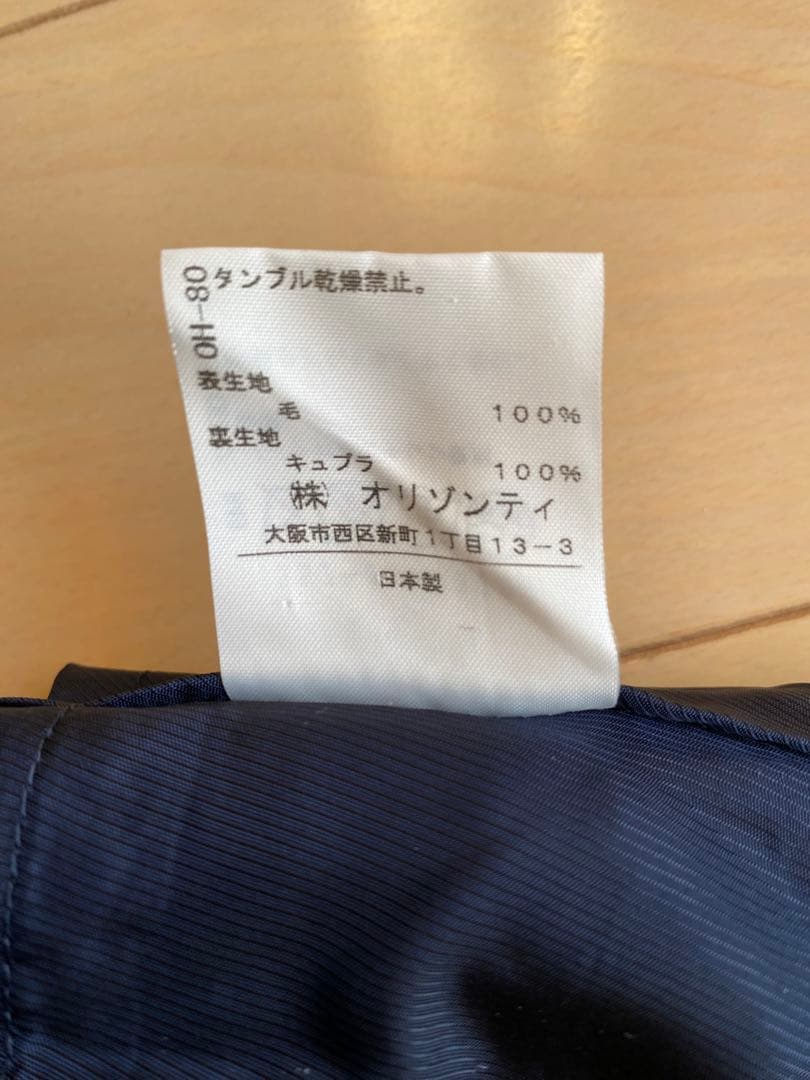 タンブル乾燥禁止。
08-HO
表生地
毛 100%
裏生地
キュプラ 100%
㈱ オリゾンティ
大阪市西区新町1丁目13-3
日本製